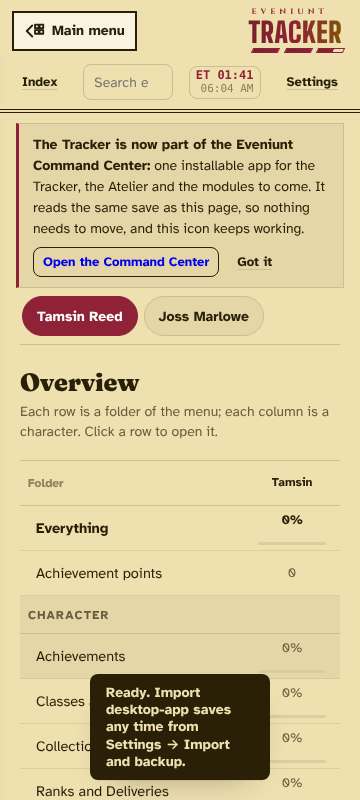 Main menu
EVENIUNT
TRACKER
Index
Search e
ET 01:41
06:04 AM
Settings
The Tracker is now part of the Eveniunt
Command Center: one installable app for the
Tracker, the Atelier and the modules to come. It
reads the same save as this page, so nothing
needs to move, and this icon keeps working.
Open the Command Center
Got it
Tamsin Reed
Joss Marlowe
Overview
Each row is a folder of the menu; each column is a
character. Click a row to open it.
Folder
Tamsin
Everything
0%
Achievement points
0
CHARACTER
Achievements
0%
Classes
0%
0%
Ranks and Deliveries
0%
Ready. Import
desktop-app saves
any time from
Settings → Import
and backup.